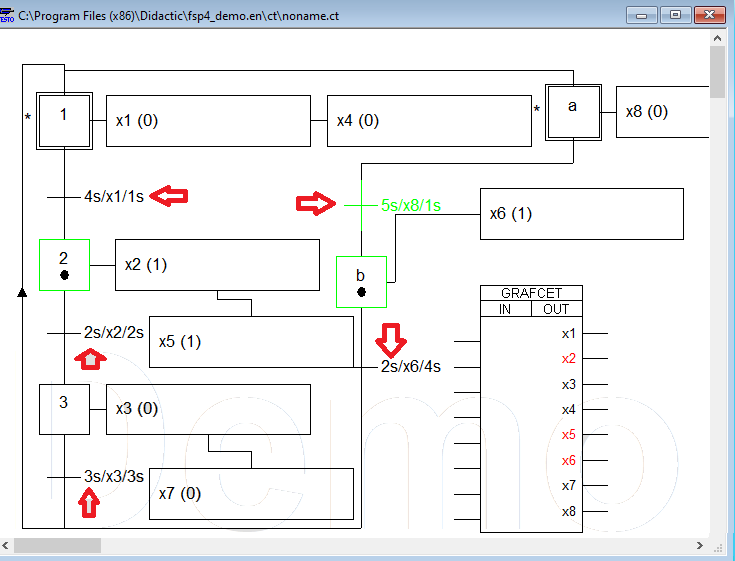 TESTO
C:\Program Files (x86)\Didactic\fsp4_demo.en\ct\noname.ct
* 1
x1 (0)
x4 (0)
* a
x8 (0)
4s/x1/1s
5s/x8/1s
x6 (1)
2
x2 (1)
b
GRAFCET
IN OUT
2s/x2/2s
x5 (1)
2s/x6/4s
x1
x2
x3
x4
x5
x6
x7
x8
3
x3 (0)
3s/x3/3s
x7 (0)
Demo